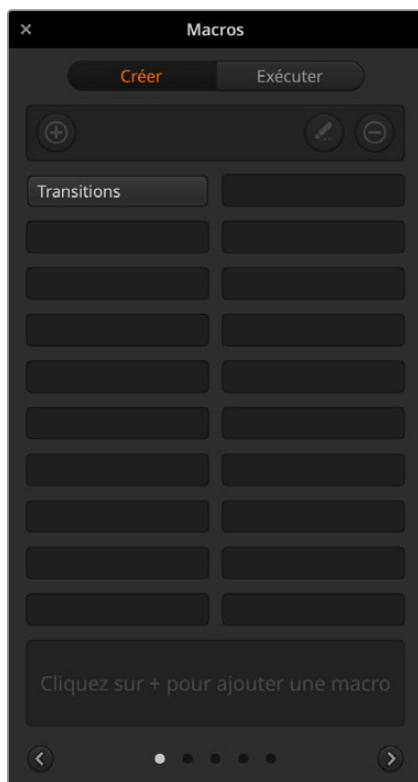 Macros
Créer
Exécuter
Transitions
Cliquez sur + pour ajouter une macro